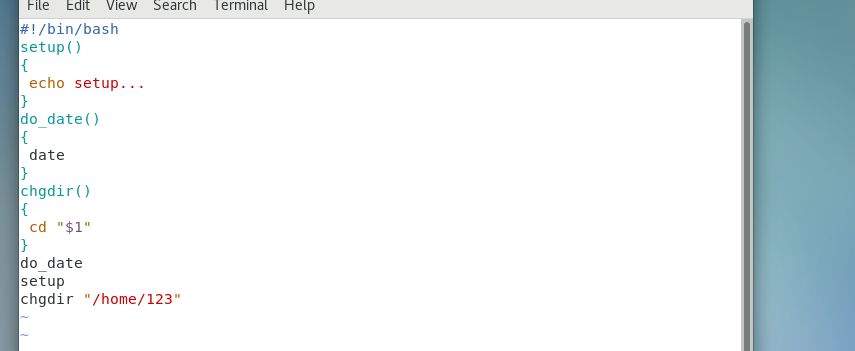 File Edit View Search Terminal Help
#!/bin/bash
setup()
{
 echo setup...
}
do_date()
{
 date
}
chgdir()
{
 cd "$1"
}
do_date
setup
chgdir "/home/123"
~
~